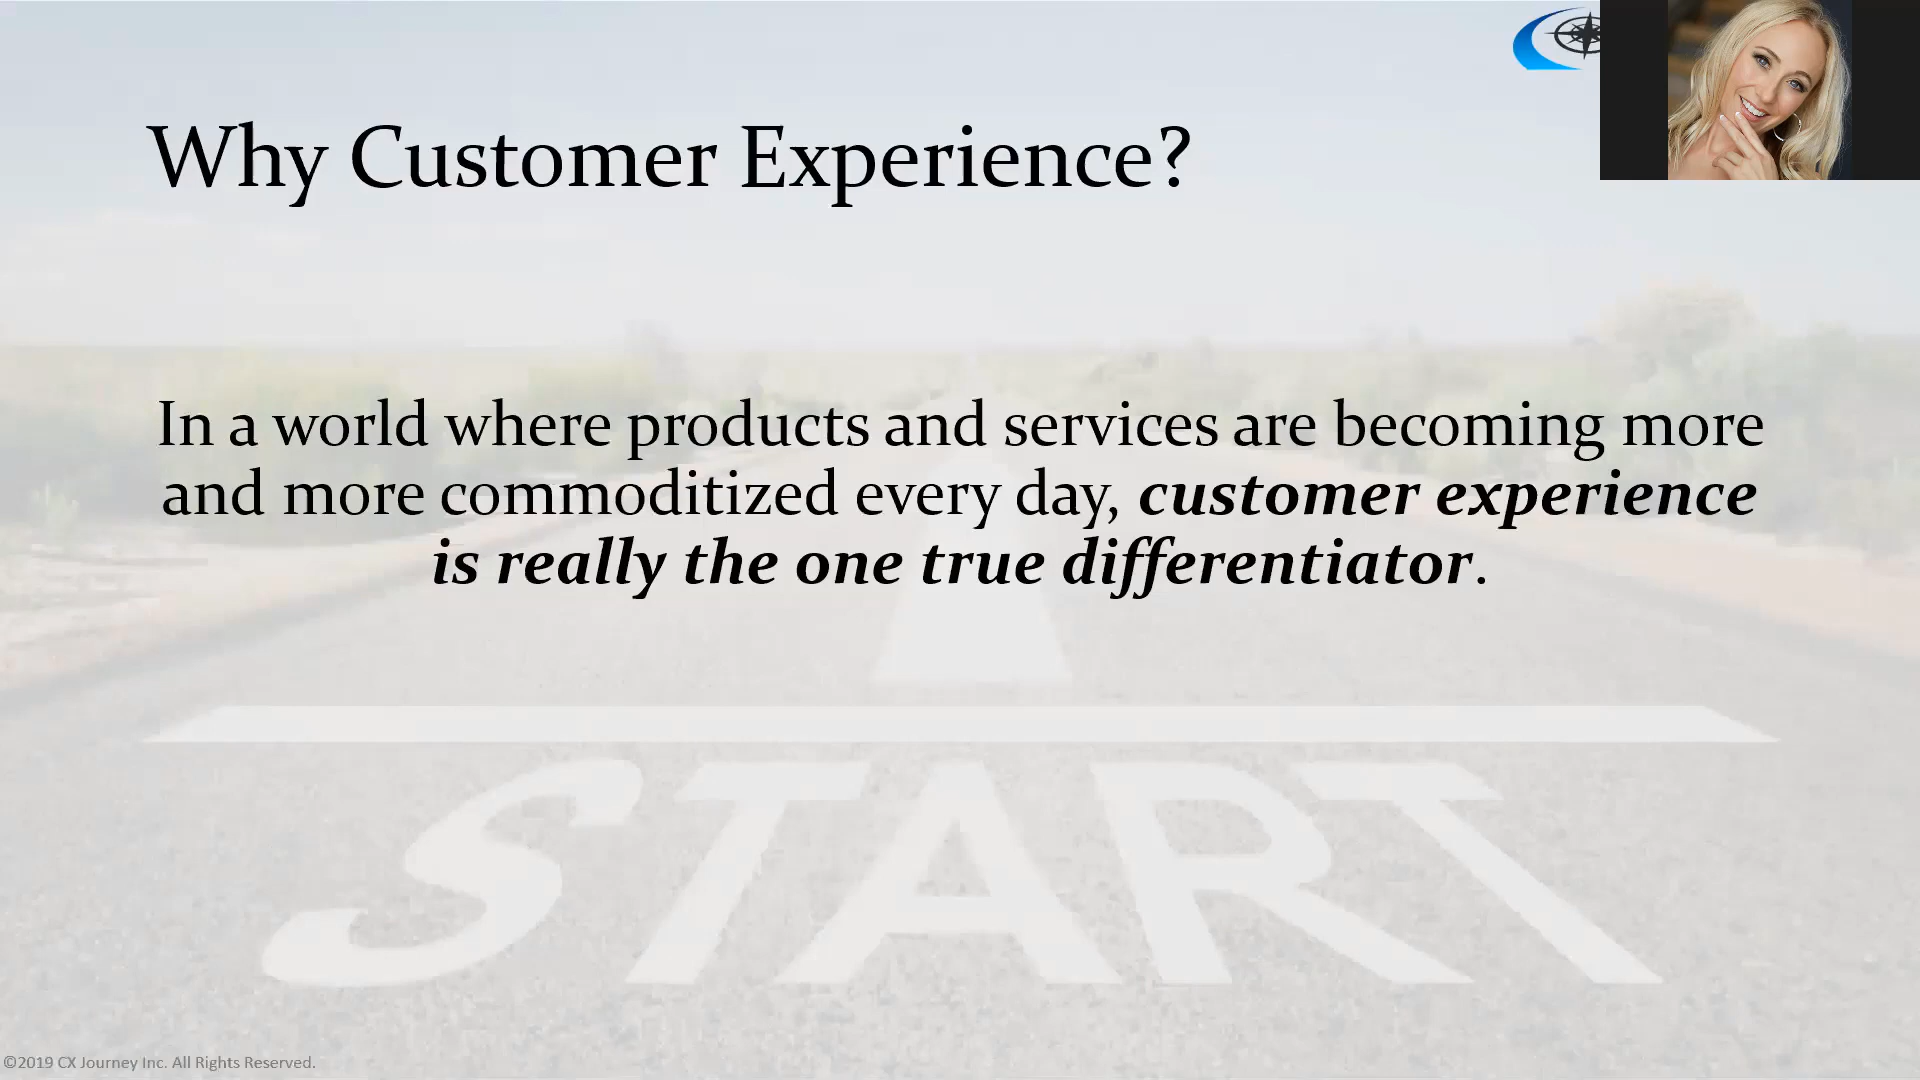 Why Customer Experience?
In a world where products and services are becoming more
and more commoditized every day, customer experience
is really the one true differentiator.
START
©2019 CX Journey Inc. All Rights Reserved.